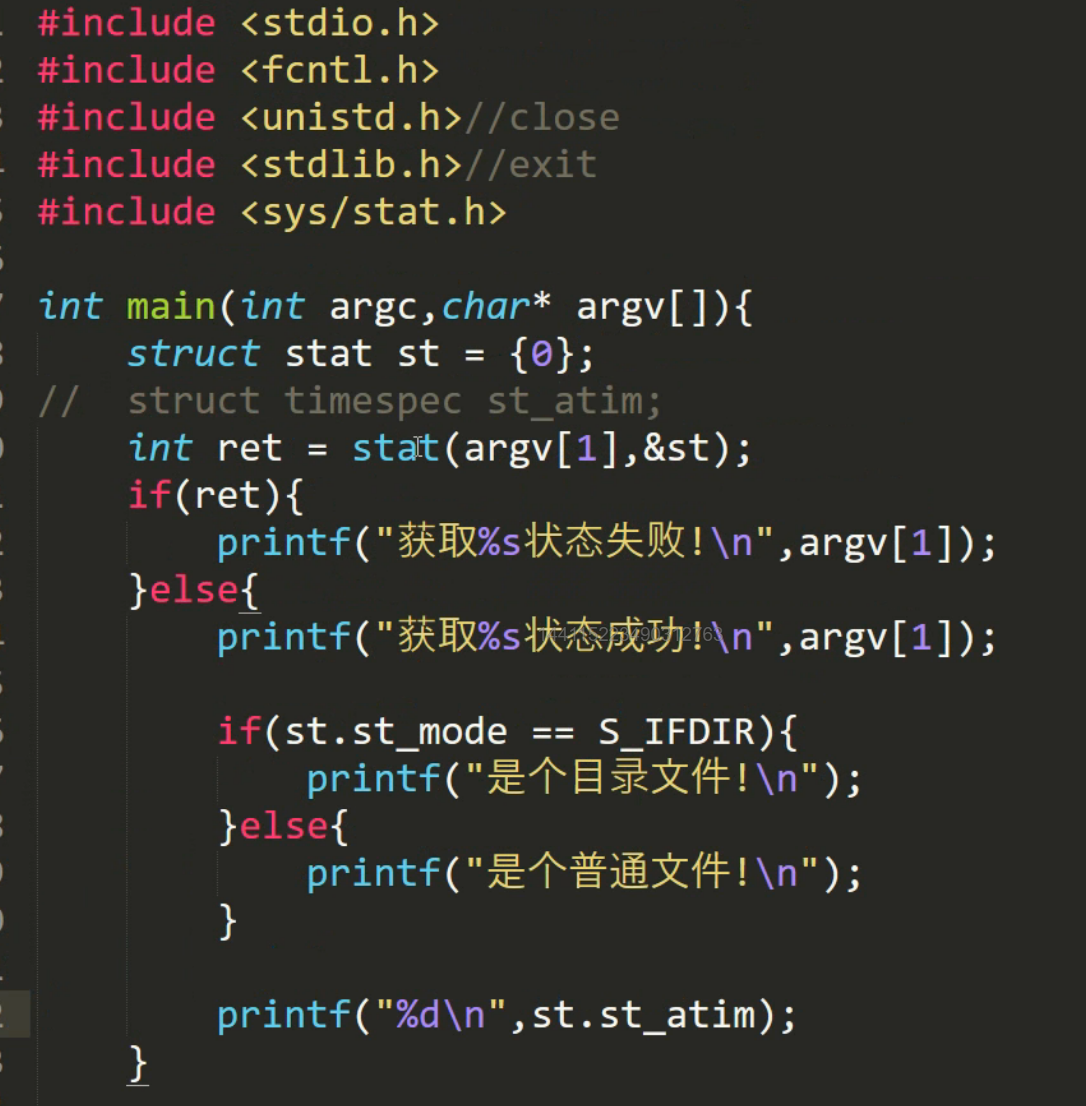 #include <stdio.h>
#include <fcntl.h>
#include <unistd.h>//close
#include <stdlib.h>//exit
#include <sys/stat.h>
int main(int argc,char* argv[]){
struct stat st = {0};
// struct timespec st_atim;
int ret = stat(argv[1],&st);
if(ret){
printf("获取%s状态失败!\n",argv[1]);
}else{
printf("获取%s状态成功!\n",argv[1]);
if(st.st_mode == S_IFDIR){
printf("是个目录文件!\n");
}else{
printf("是个普通文件!\n");
}
printf("%d\n",st.st_atim);
}